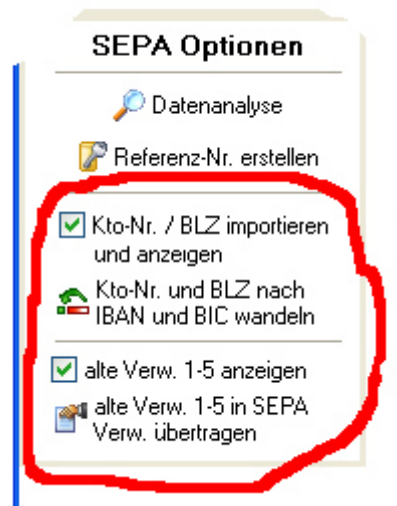 SEPA Optionen
Datenanalyse
Referenz-Nr. erstellen
Kto-Nr. / BLZ importieren
und anzeigen
Kto-Nr. und BLZ nach
IBAN und BIC wandeln
alte Verw. 1-5 anzeigen
alte Verw. 1-5 in SEPA
Verw. übertragen